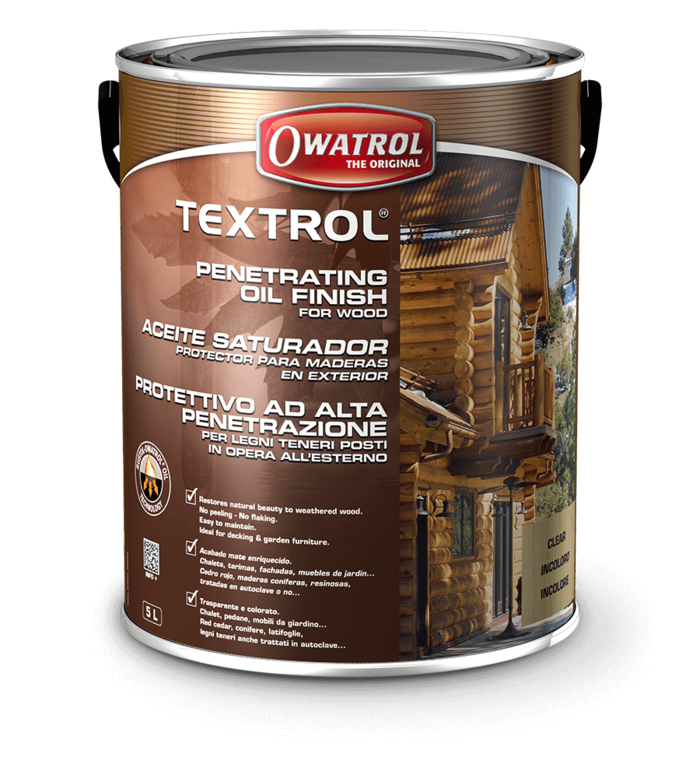 OWATROL
THE ORIGINAL
TEXTROL®
PENETRATING
OIL FINISH
FOR WOOD
ACEITE SATURADOR
PROTECTOR PARA MADERAS
EN EXTERIOR
PROTETTIVO AD ALTA
PENETRAZIONE
PER LEGNI TENERI POSTI
IN OPERA ALL'ESTERNO
OWATROL® OIL
TECHNOLOGY
Restores natural beauty to weathered wood.
No peeling - No flaking.
Easy to maintain.
Ideal for decking & garden furniture.
Acabado mate enriquecido.
Chalets, tarimas, fachadas, muebles de jardín...
Cedro rojo, maderas coníferas, resinosas,
tratadas en autoclave o no...
Trasparente e colorato.
Chalet, pedane, mobili da giardino...
Red cedar, conifere, latifoglie,
legni teneri anche trattati in autoclave...
INFO +
5 L
CLEAR
INCOLORO
INCOLORE